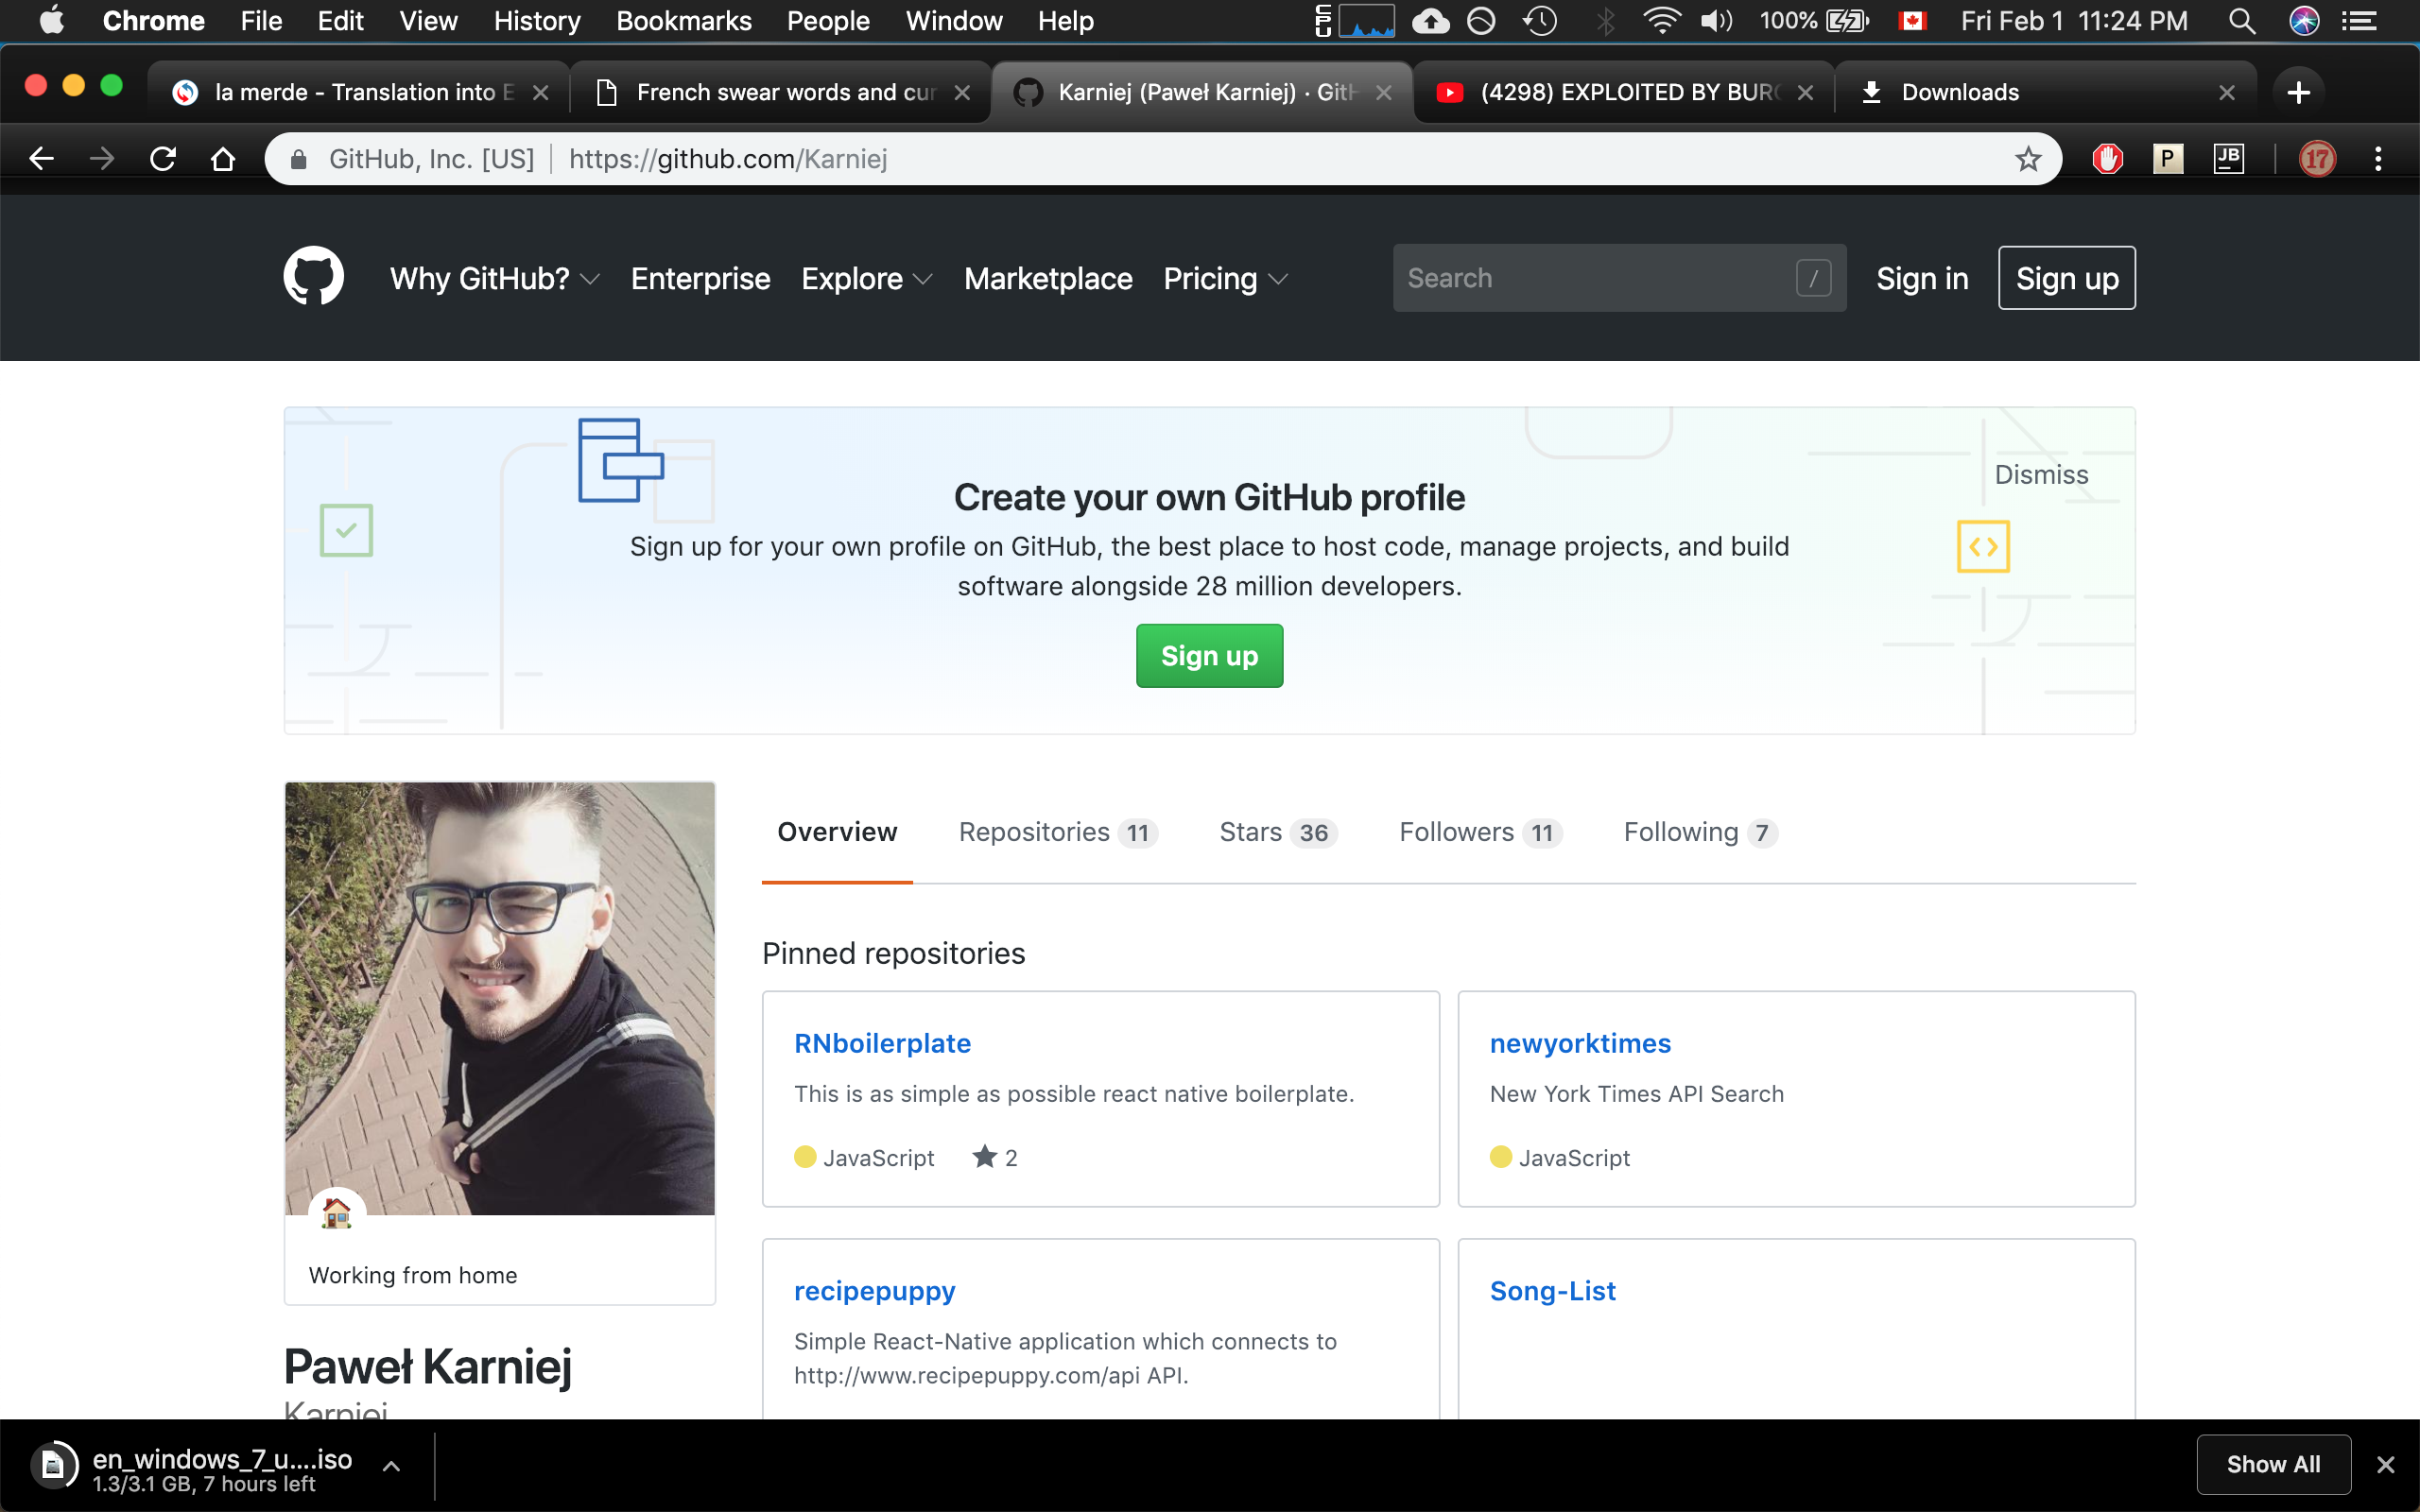 Chrome File Edit View History Bookmarks People Window Help CPU 100% Fri Feb 1 11:24 PM
la merde - Translation into E
French swear words and cur
Karniej (Paweł Karniej) · GitH
(4298) EXPLOITED BY BURG
Downloads
GitHub, Inc. [US] https://github.com/Karniej P JB 17
Why GitHub? Enterprise Explore Marketplace Pricing Search / Sign in Sign up
Dismiss
Create your own GitHub profile
Sign up for your own profile on GitHub, the best place to host code, manage projects, and build
software alongside 28 million developers.
Sign up
Overview Repositories 11 Stars 36 Followers 11 Following 7
Pinned repositories
RNboilerplate
This is as simple as possible react native boilerplate.
JavaScript 2
newyorktimes
New York Times API Search
JavaScript
recipepuppy
Simple React-Native application which connects to
http://www.recipepuppy.com/api API.
Song-List
Working from home
Paweł Karniej
Karniej
en_windows_7_u....iso
1.3/3.1 GB, 7 hours left
Show All